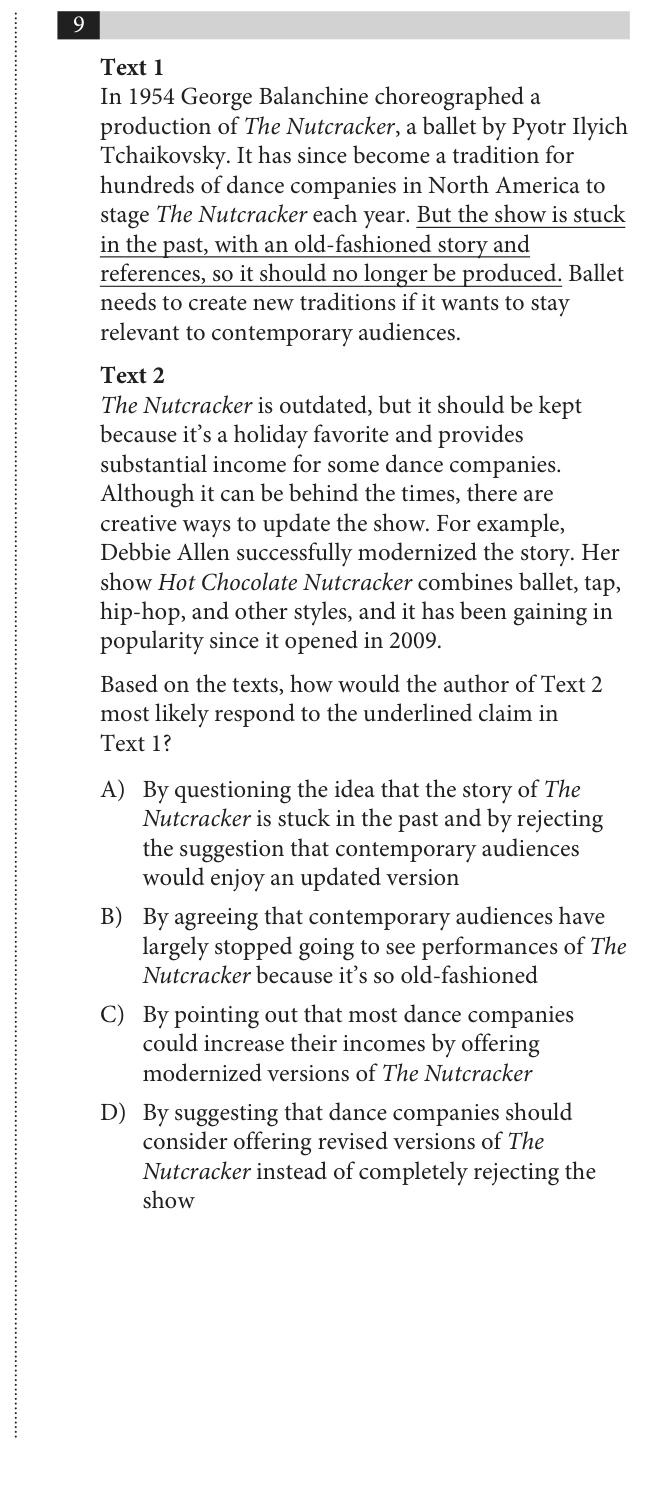 9
Text 1
In 1954 George Balanchine choreographed a
production of The Nutcracker, a ballet by Pyotr Ilyich
Tchaikovsky. It has since become a tradition for
hundreds of dance companies in North America to
stage The Nutcracker each year. But the show is stuck
in the past, with an old-fashioned story and
references, so it should no longer be produced. Ballet
needs to create new traditions if it wants to stay
relevant to contemporary audiences.
Text 2
The Nutcracker is outdated, but it should be kept
because it’s a holiday favorite and provides
substantial income for some dance companies.
Although it can be behind the times, there are
creative ways to update the show. For example,
Debbie Allen successfully modernized the story. Her
show Hot Chocolate Nutcracker combines ballet, tap,
hip-hop, and other styles, and it has been gaining in
popularity since it opened in 2009.
Based on the texts, how would the author of Text 2
most likely respond to the underlined claim in
Text 1?
A) By questioning the idea that the story of The
Nutcracker is stuck in the past and by rejecting
the suggestion that contemporary audiences
would enjoy an updated version
B) By agreeing that contemporary audiences have
largely stopped going to see performances of The
Nutcracker because it’s so old-fashioned
C) By pointing out that most dance companies
could increase their incomes by offering
modernized versions of The Nutcracker
D) By suggesting that dance companies should
consider offering revised versions of The
Nutcracker instead of completely rejecting the
show